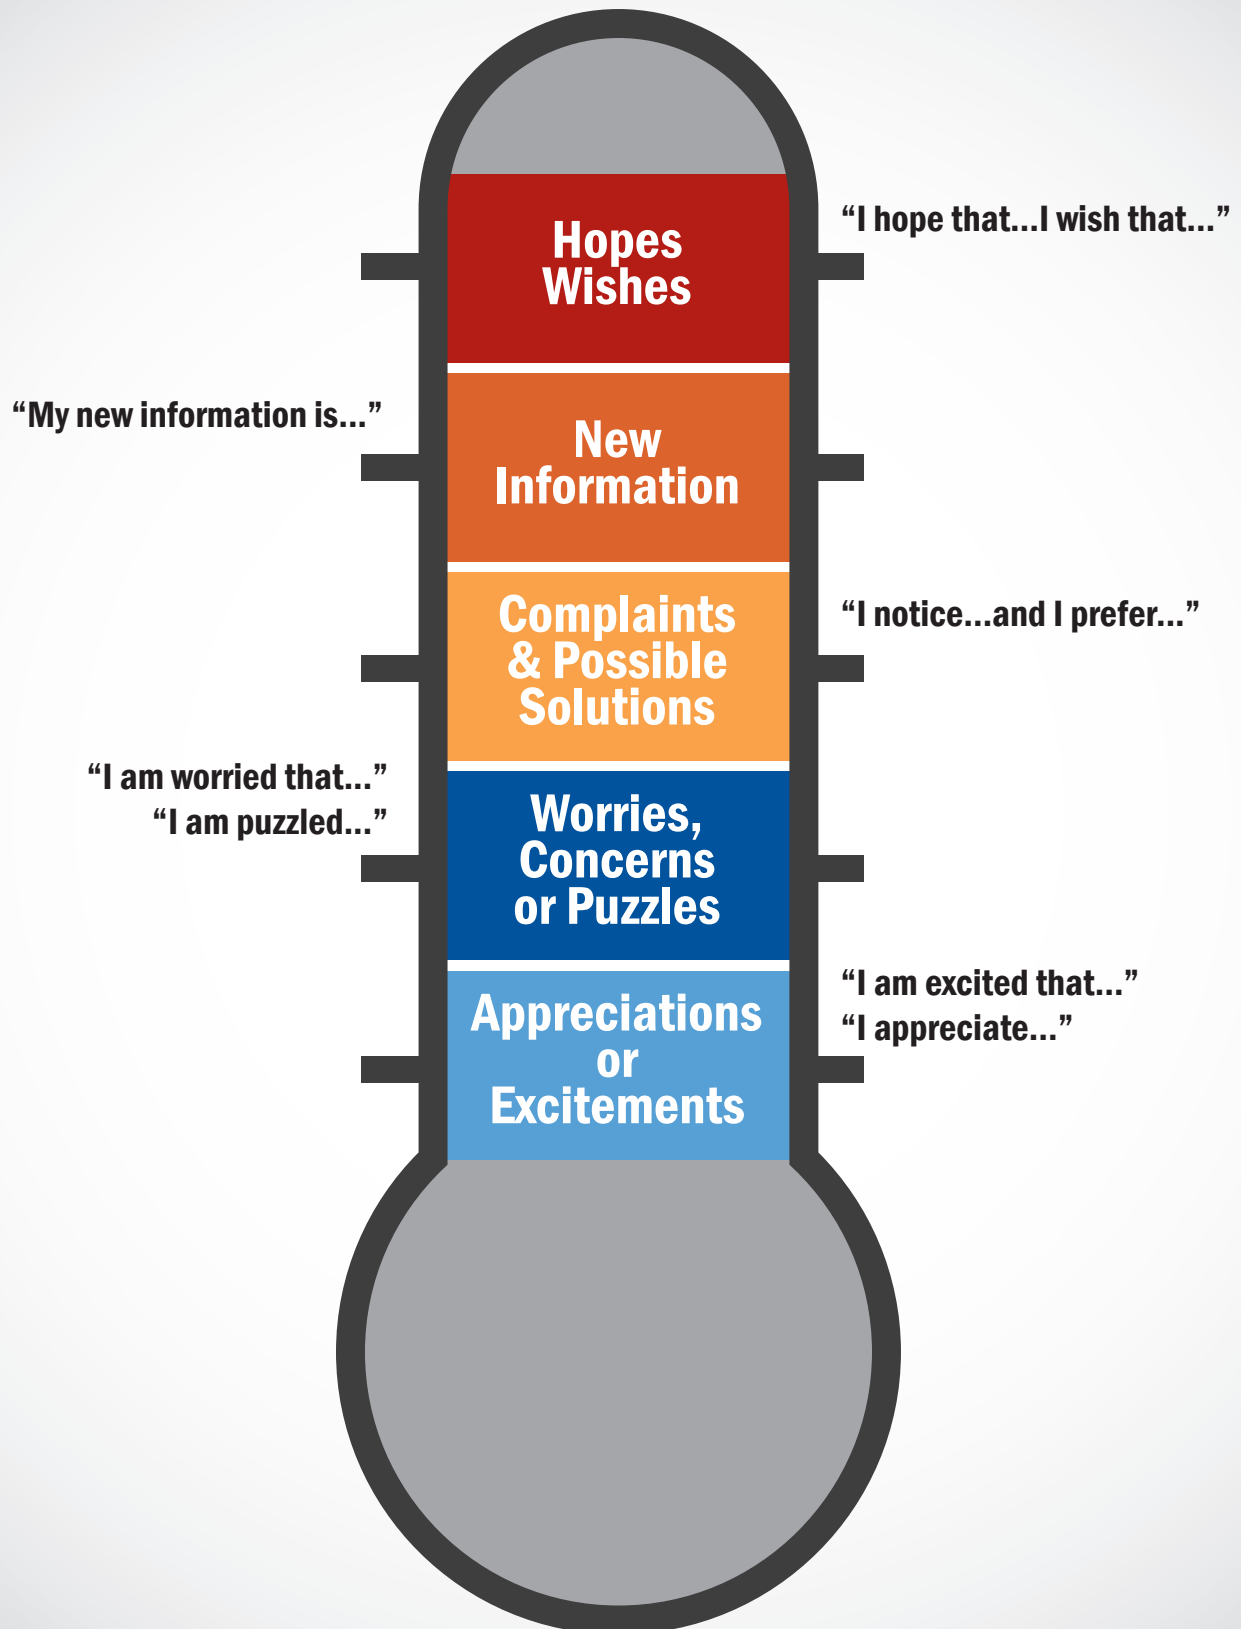 “I hope that...I wish that...”
Hopes
Wishes
“My new information is...”
New
Information
“I notice...and I prefer...”
Complaints
& Possible
Solutions
“I am worried that...”
“I am puzzled...”
Worries,
Concerns
or Puzzles
“I am excited that...”
“I appreciate...”
Appreciations
or
Excitements